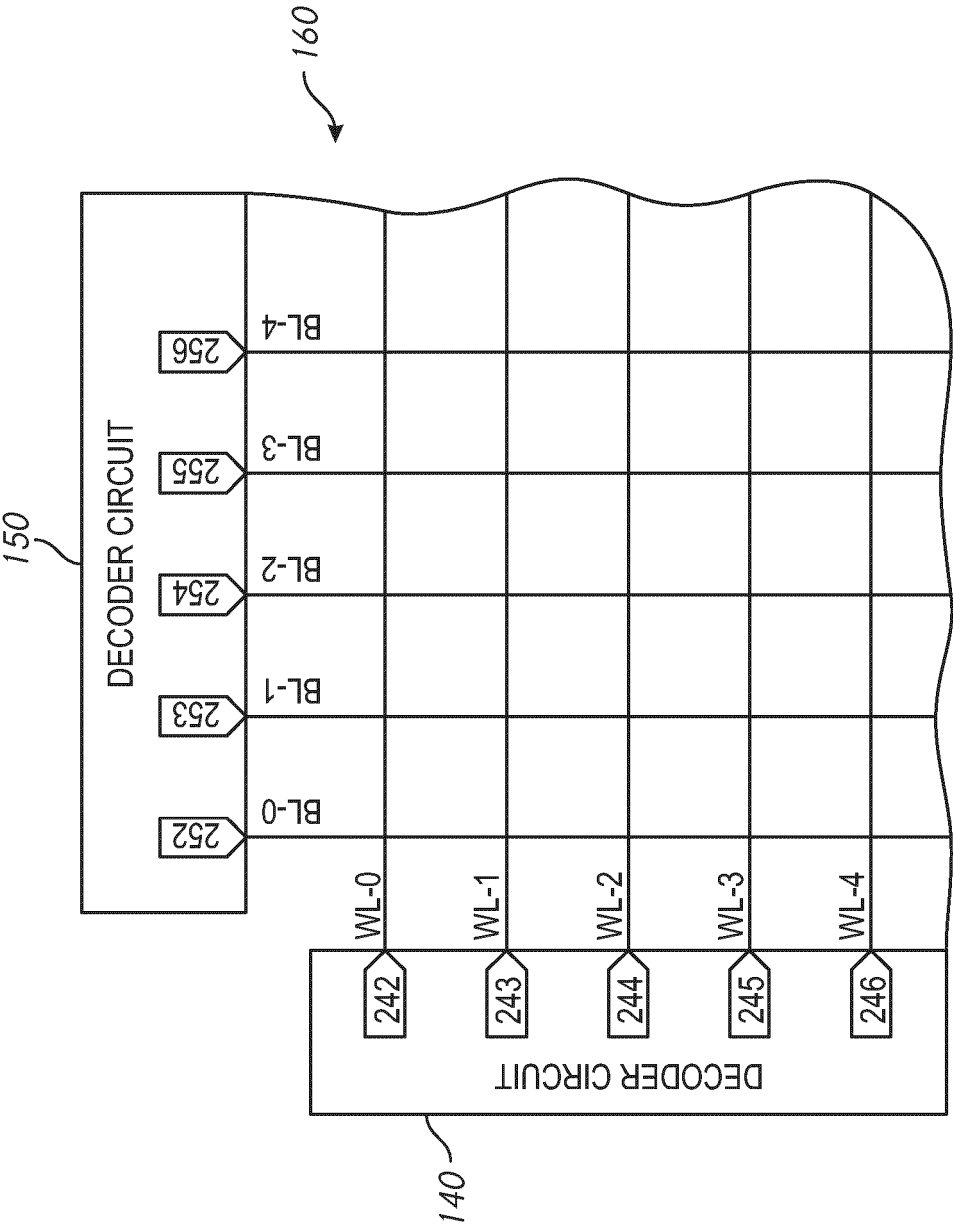 160
150
DECODER CIRCUIT
252
253
254
255
256
BL-0
BL-1
BL-2
BL-3
BL-4
WL-0
WL-1
WL-2
WL-3
WL-4
242
243
244
245
246
DECODER CIRCUIT
140